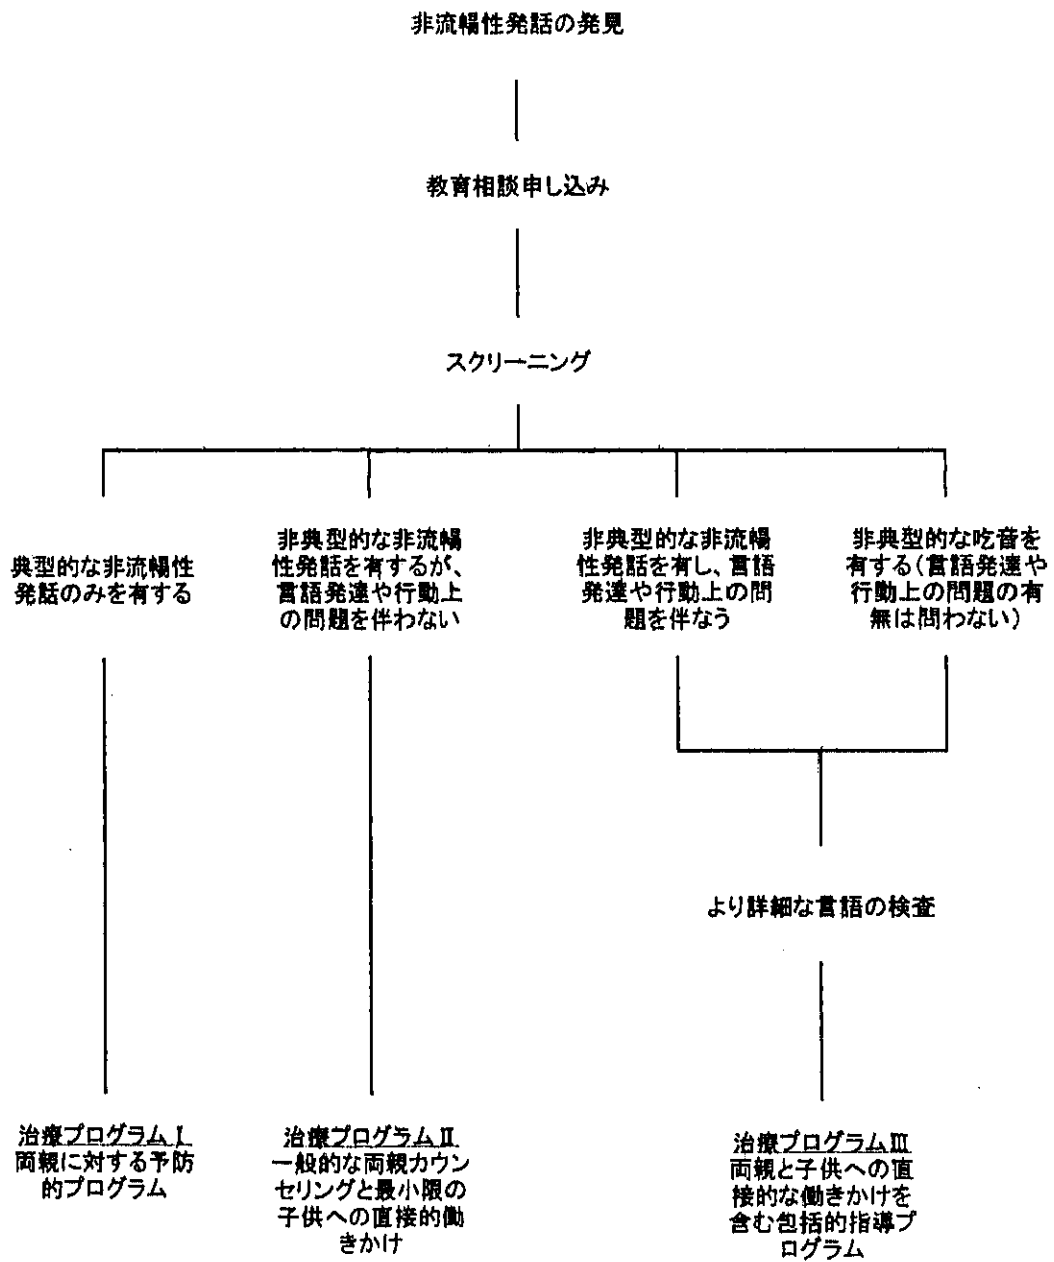 非流暢性発話の発見
教育相談申し込み
スクリーニング
典型的な非流暢性
発話のみを有する
非典型的な非流暢
性発話を有するが、
言語発達や行動上
の問題を伴わない
非典型的な非流暢
性発話を有し、言語
発達や行動上の問
題を伴なう
非典型的な吃音を
有する(言語発達や
行動上の問題の有
無は問わない)
より詳細な言語の検査
治療プログラムⅠ
両親に対する予防
的プログラム
治療プログラムⅡ
一般的な両親カウン
セリングと最小限の
子供への直接的働
きかけ
治療プログラムⅢ
両親と子供への直
接的な働きかけを
含む包括的指導プ
ログラム